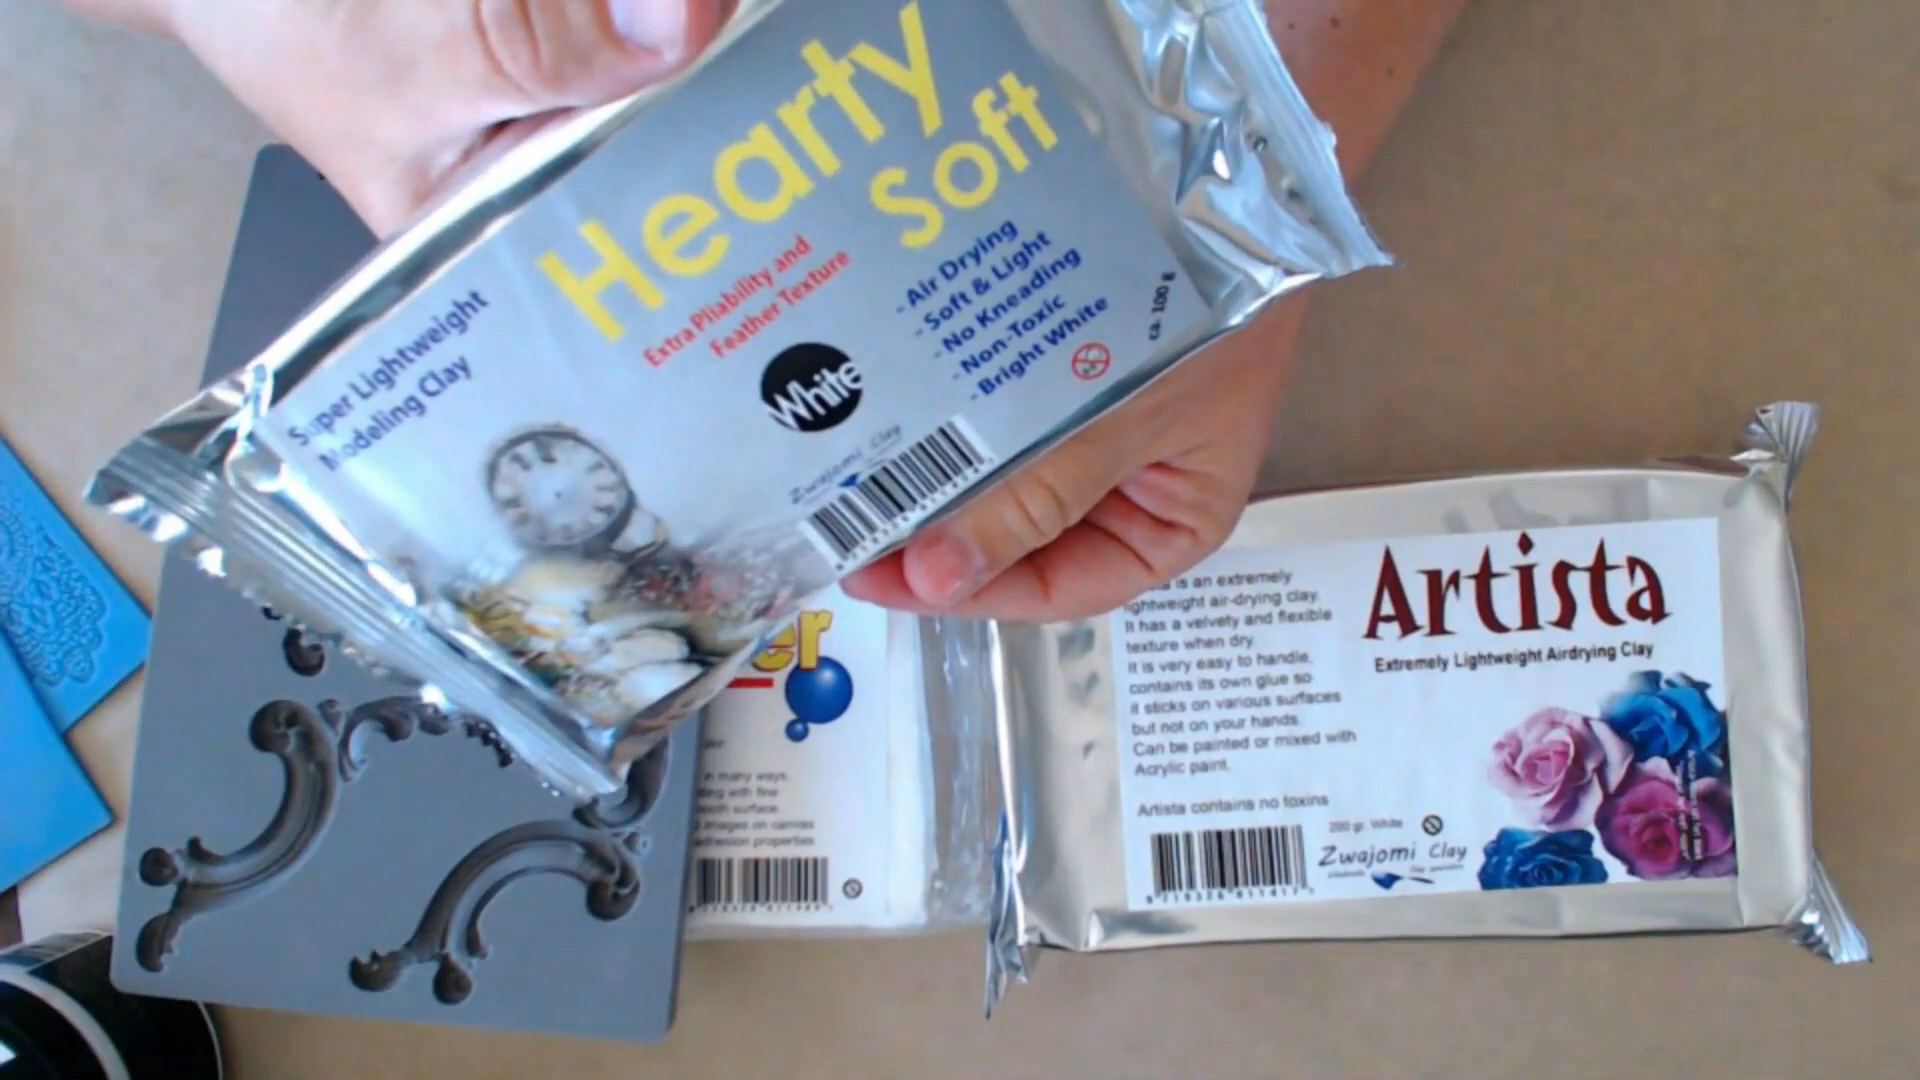 Hearty
Soft
Super Lightweight
Modeling Clay
Extra Pliability and
Feather Texture
White
- Air Drying
- Soft & Light
- No Kneading
- Non-Toxic
- Bright White
ca. 100 g
Zwajomi Clay
er
in many ways,
with fine
surface
images on canvas
properties
Artista
Extremely Lightweight Airdrying Clay
is an extremely
lightweight air-drying clay.
It has a velvety and flexible
texture when dry.
It is very easy to handle,
contains its own glue so
it sticks on various surfaces
but not on your hands.
Can be painted or mixed with
Acrylic paint.
Artista contains no toxins
280 gr. White
Zwajomi Clay